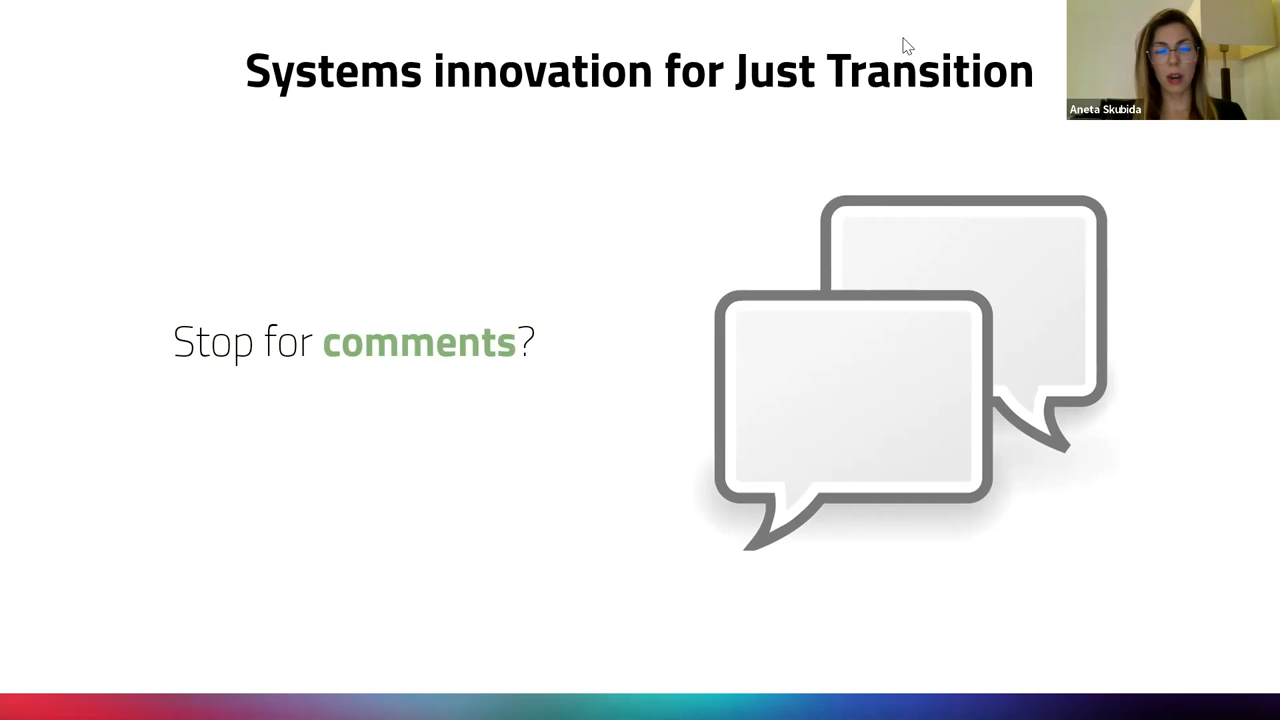 Systems innovation for Just Transition
Aneta Skubida
Stop for comments?